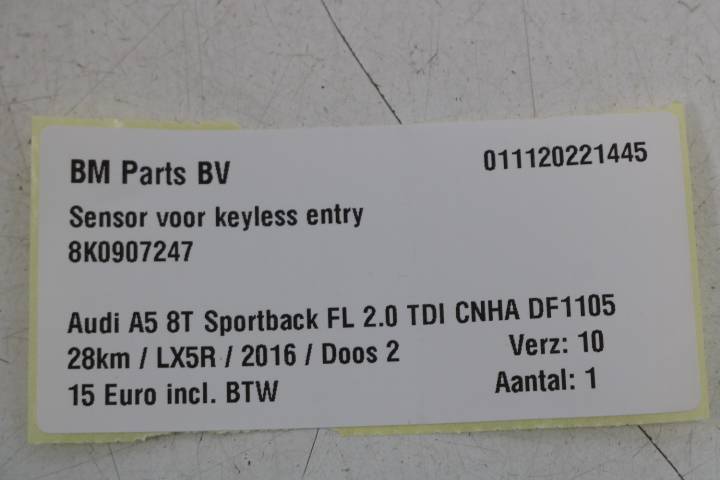 BM Parts BV
011120221445
Sensor voor keyless entry
8K0907247
Audi A5 8T Sportback FL 2.0 TDI CNHA DF1105
28km / LX5R / 2016 / Doos 2
Verz: 10
15 Euro incl. BTW
Aantal: 1